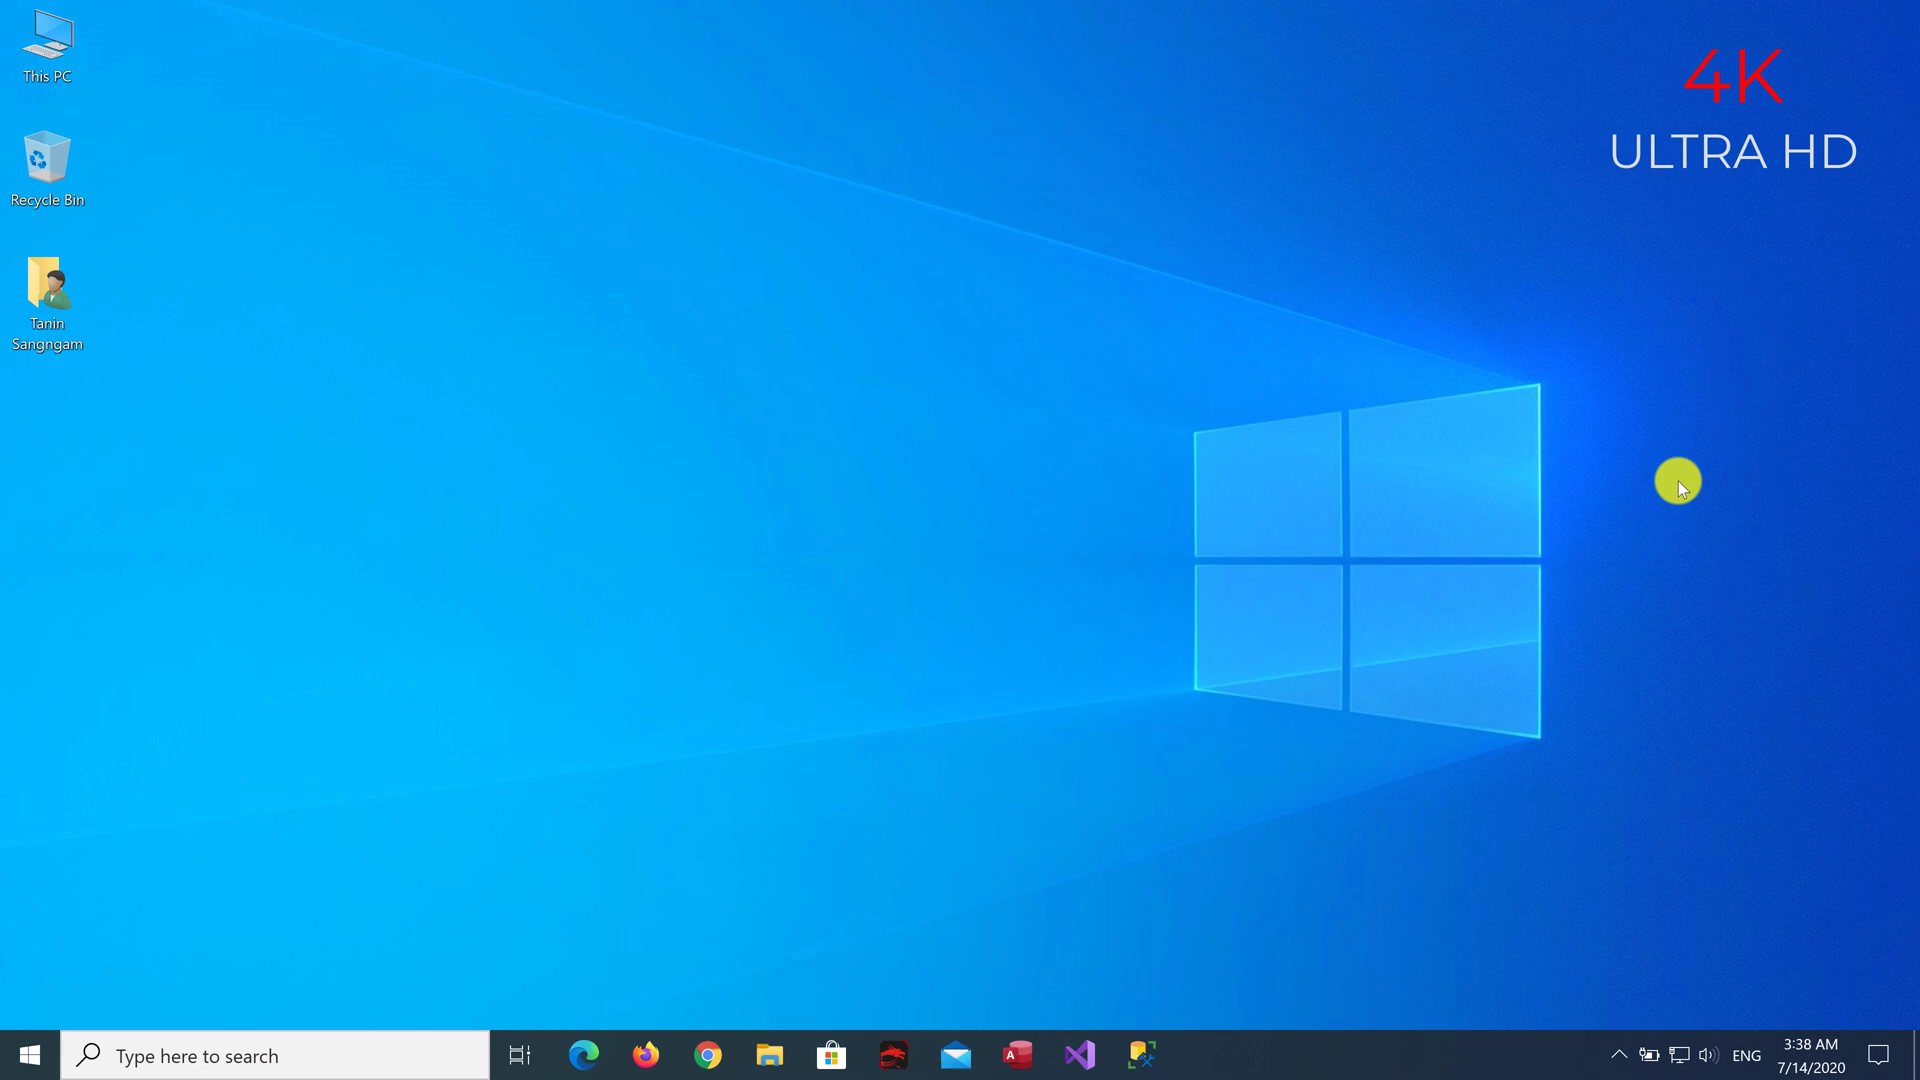 This PC
Recycle Bin
Tanin
Sangngam
4K
ULTRA HD
Type here to search
ENG
3:38 AM
7/14/2020